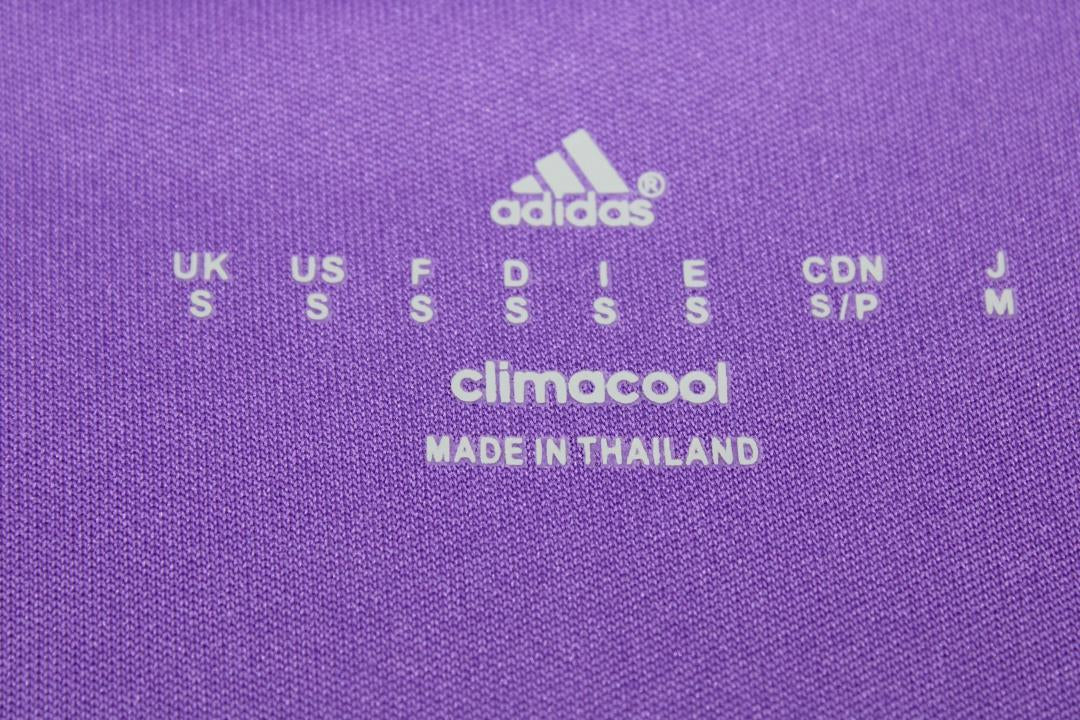 adidas®
UK US F D I E CDN J
S S S S S S S/P M
climacool
MADE IN THAILAND